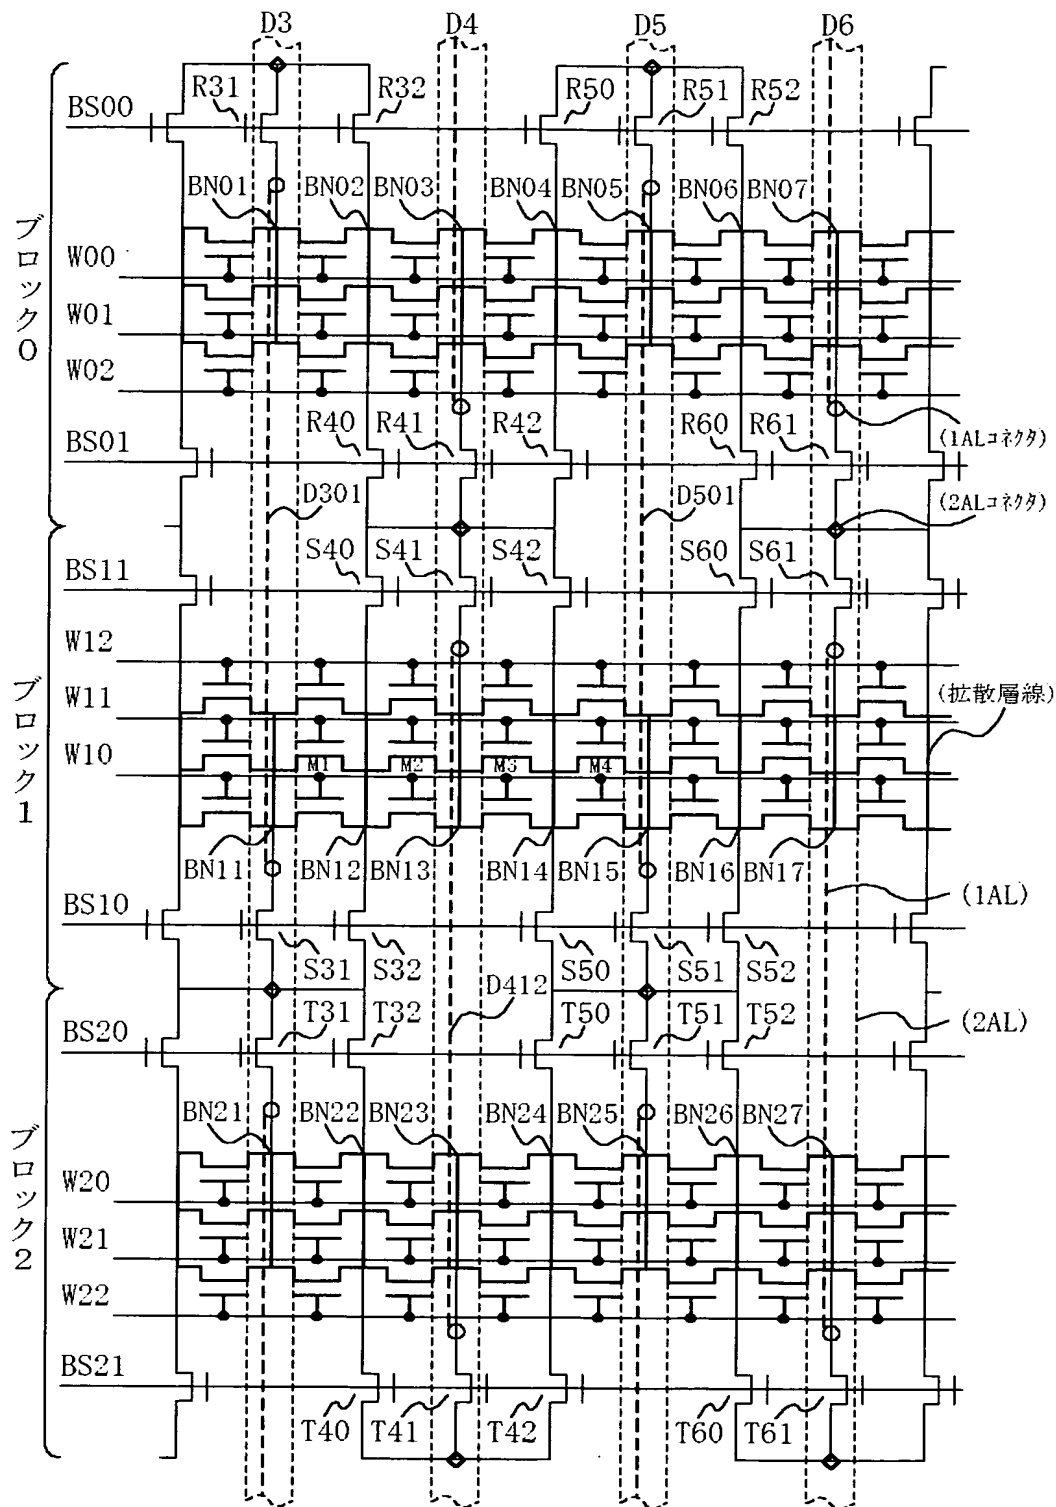 D3 D4 D5 D6
BS00 R31 R32 R50 R51 R52
BN01 BN02 BN03 BN04 BN05 BN06 BN07
ブロック0
W00
W01
W02
BS01 R40 R41 R42 R60 R61 (1ALコネクタ)
D301 D501 (2ALコネクタ)
BS11 S40 S41 S42 S60 S61
ブロック1
W12
W11 (拡散層線)
W10 M1 M2 M3 M4
BN11 BN12 BN13 BN14 BN15 BN16 BN17
(1AL)
BS10 S31 S32 S50 S51 S52
D412 (2AL)
BS20 T31 T32 T50 T51 T52
ブロック2
BN21 BN22 BN23 BN24 BN25 BN26 BN27
W20
W21
W22
BS21 T40 T41 T42 T60 T61